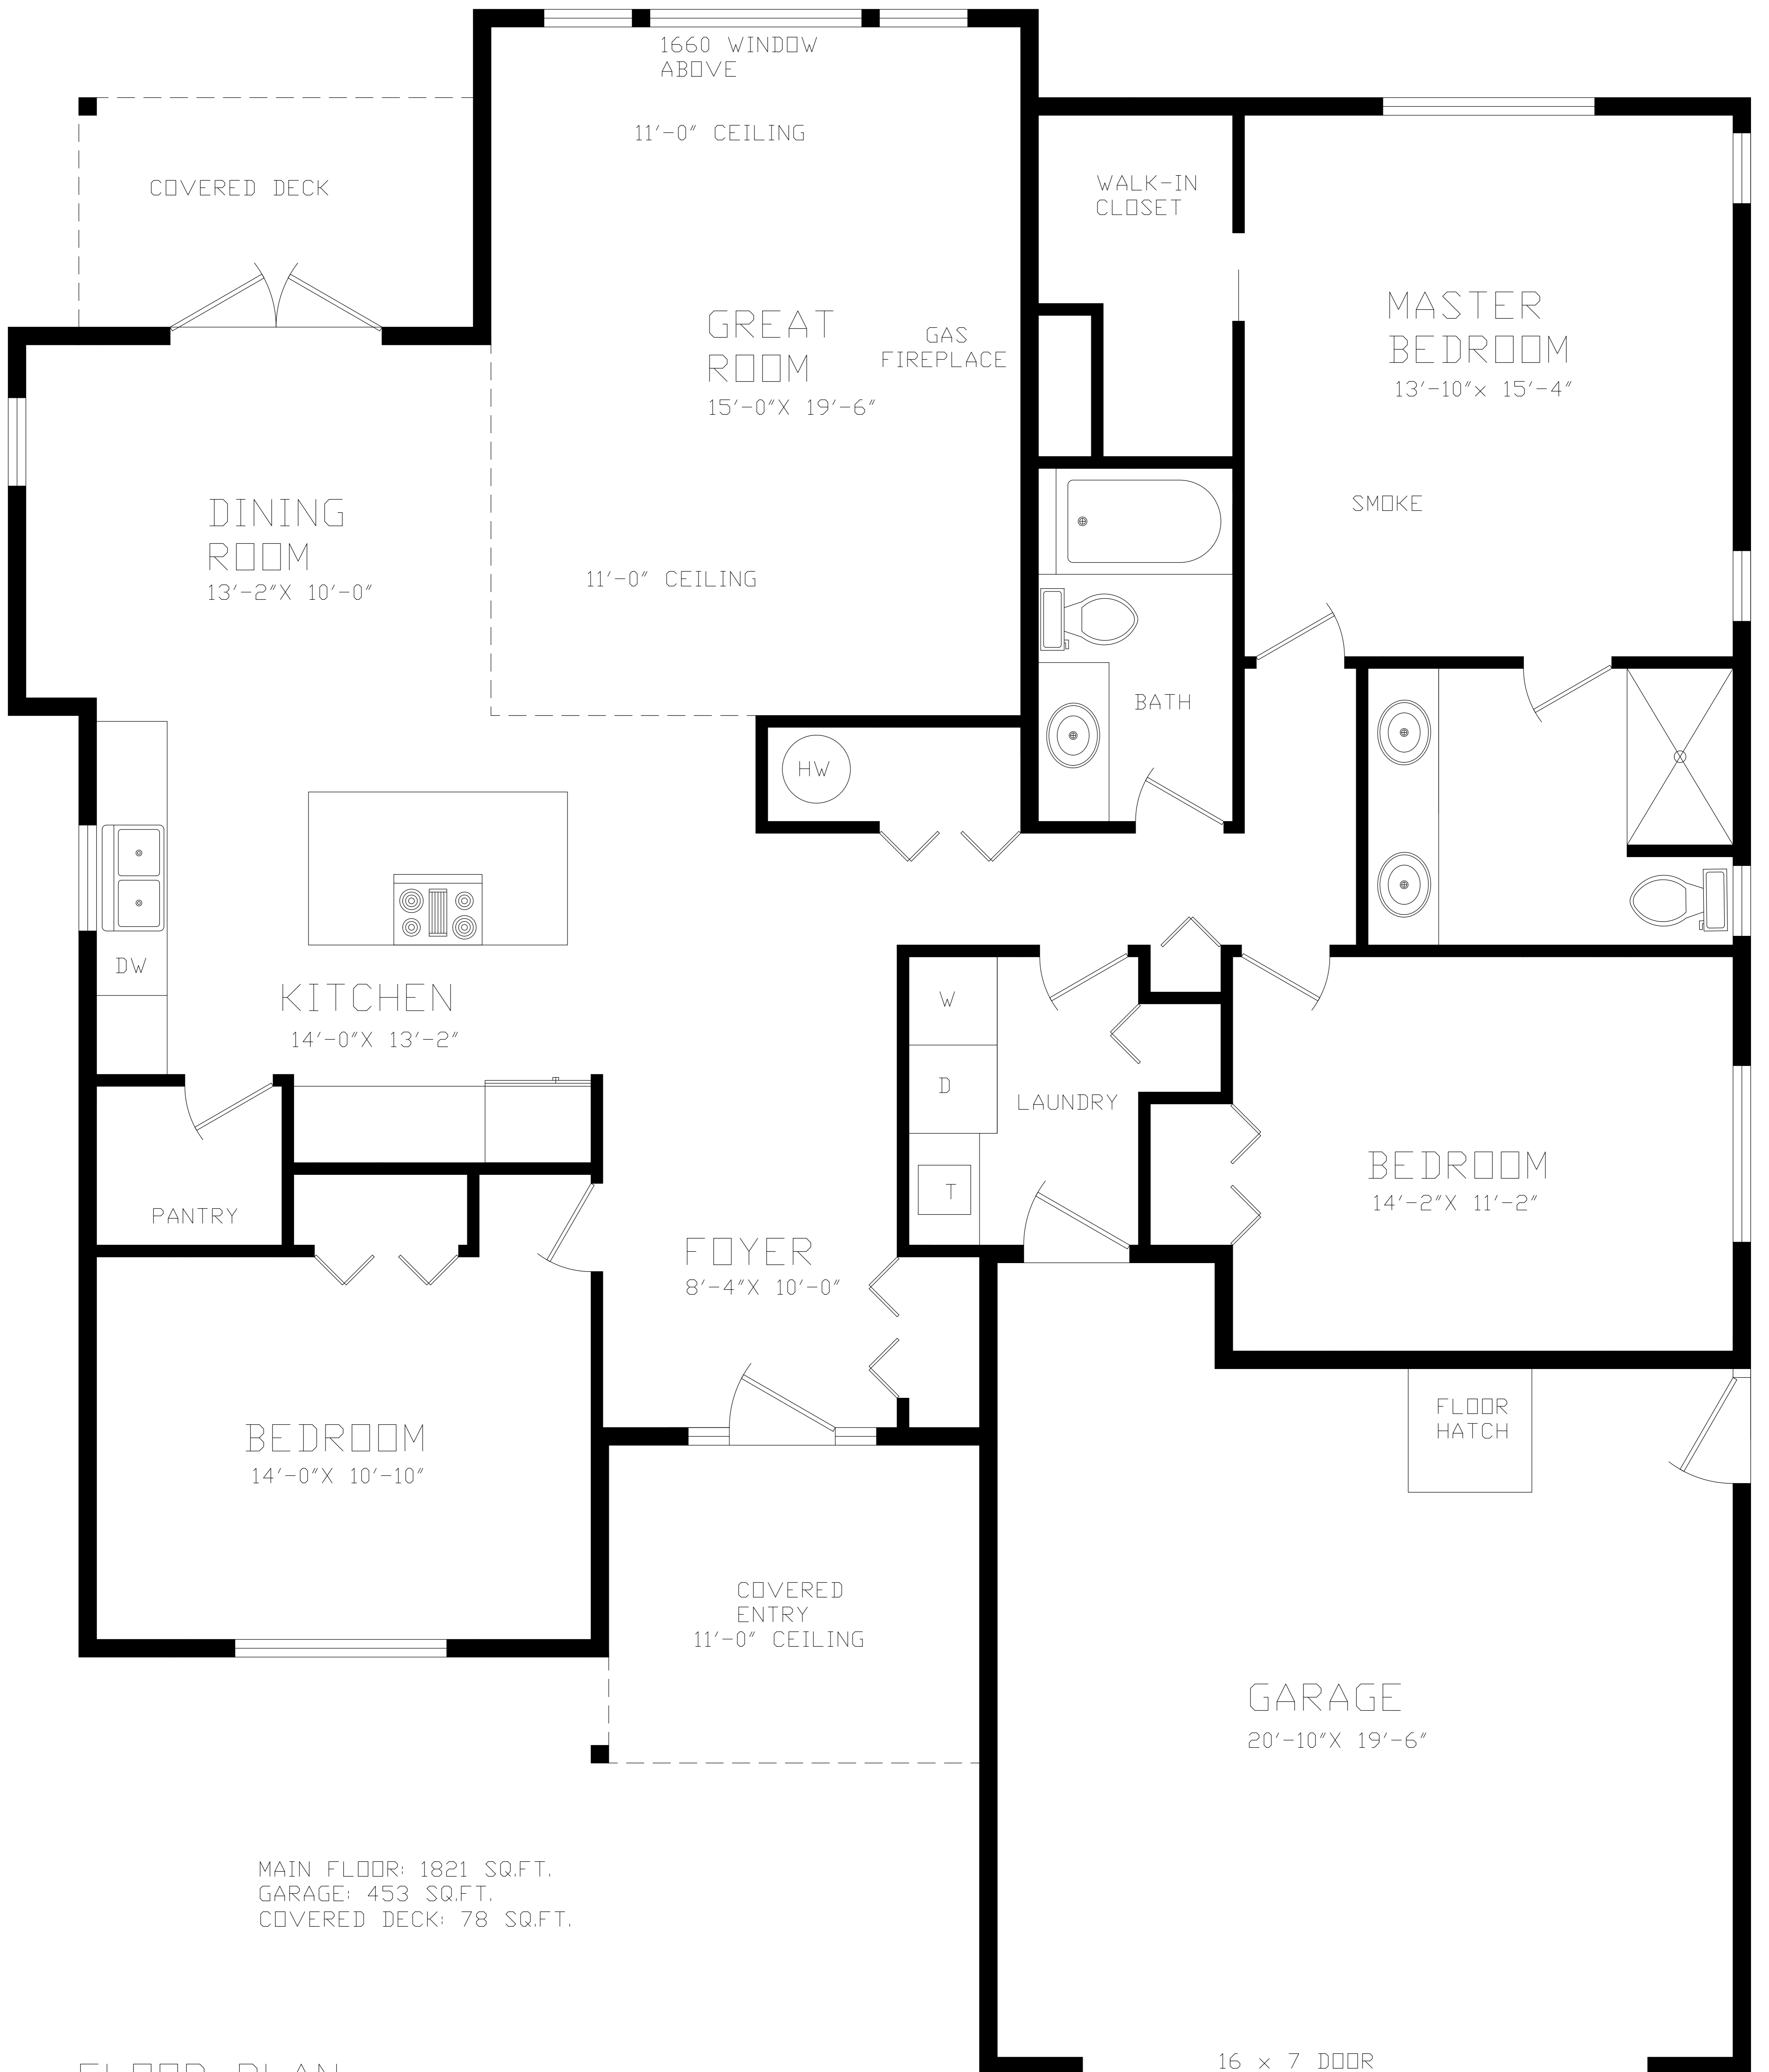 1660 WINDOW
ABOVE
11'-0" CEILING
COVERED DECK
WALK-IN
CLOSET
GREAT
ROOM
15'-0"X 19'-6"
GAS
FIREPLACE
MASTER
BEDROOM
13'-10"x 15'-4"
SMOKE
DINING
ROOM
13'-2"X 10'-0"
11'-0" CEILING
BATH
HW
DW
KITCHEN
14'-0"X 13'-2"
W
D
LAUNDRY
T
BEDROOM
14'-2"X 11'-2"
PANTRY
FOYER
8'-4"X 10'-0"
BEDROOM
14'-0"X 10'-10"
FLOOR
HATCH
COVERED
ENTRY
11'-0" CEILING
GARAGE
20'-10"X 19'-6"
MAIN FLOOR: 1821 SQ.FT.
GARAGE: 453 SQ.FT.
COVERED DECK: 78 SQ.FT.
FLOOR PLAN
16 x 7 DOOR